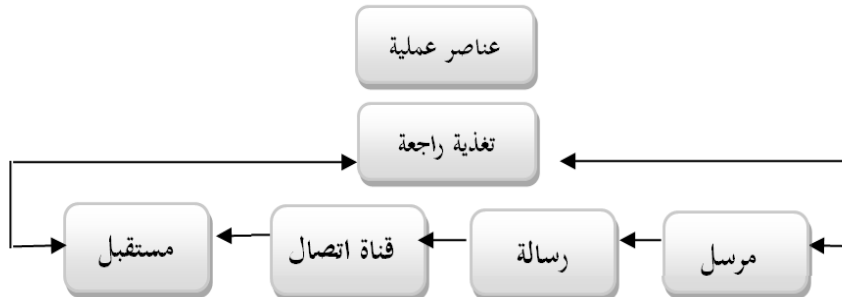 عناصر عملية
تغذية راجعة
مرسل
رسالة
قناة اتصال
مستقبل